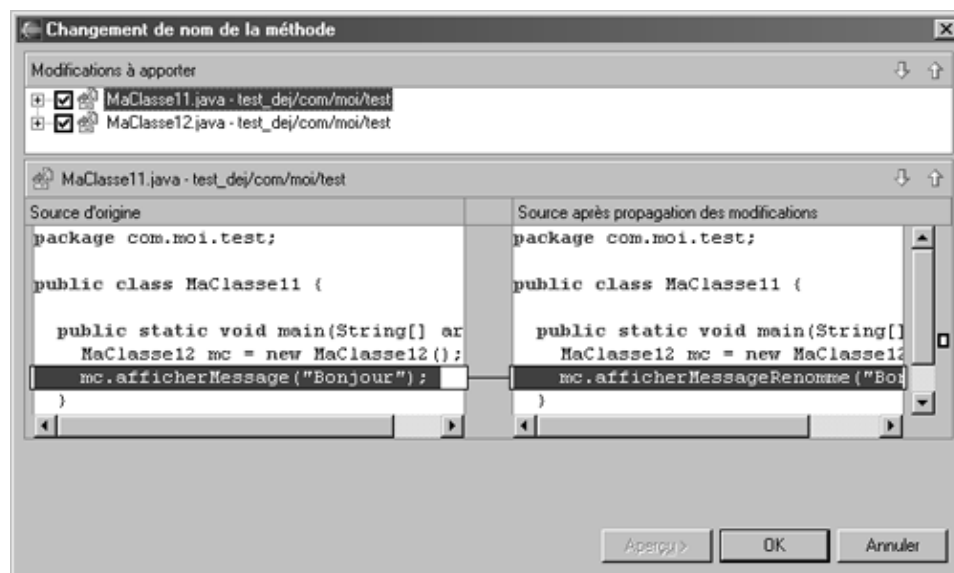 Changement de nom de la méthode
Modifications à apporter
MaClasse11.java - test_dej/com/moi/test
MaClasse12.java - test_dej/com/moi/test
MaClasse11.java - test_dej/com/moi/test
Source d'origine
package com.moi.test;
public class MaClasse11 {
public static void main(String[] ar
MaClasse12 mc = new MaClasse12();
mc.afficherMessage("Bonjour");
}
Source après propagation des modifications
package com.moi.test;
public class MaClasse11 {
public static void main(String[]
MaClasse12 mc = new MaClasse12
mc.afficherMessageRenomme("Bon
}
Aperçu >
OK
Annuler